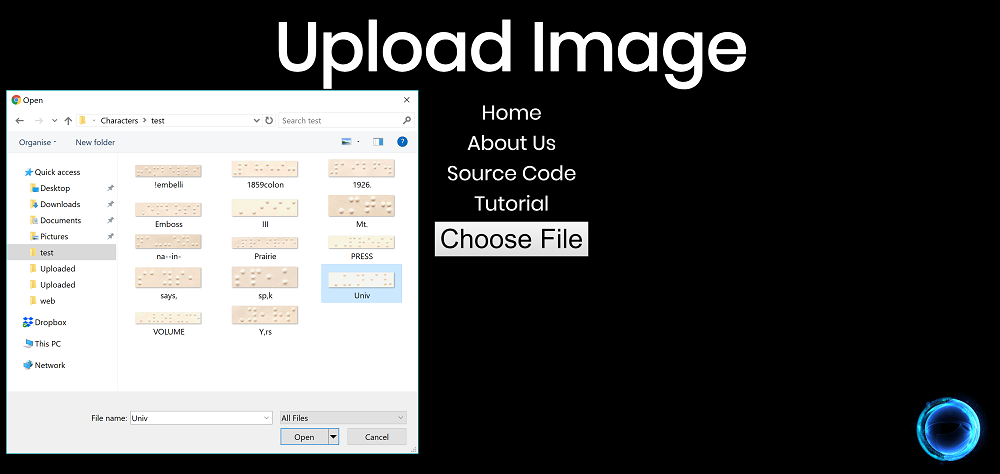 Upload Image
Open
Characters > test
Search test
Organise
New folder
Quick access
Desktop
Downloads
Documents
Pictures
test
Uploaded
Uploaded
web
Dropbox
This PC
Network
!embelli
1859colon
1926.
Emboss
III
Mt.
na--in-
Prairie
PRESS
says,
sp,k
Univ
VOLUME
Y,rs
File name: Univ
All Files
Open
Cancel
Home
About Us
Source Code
Tutorial
Choose File